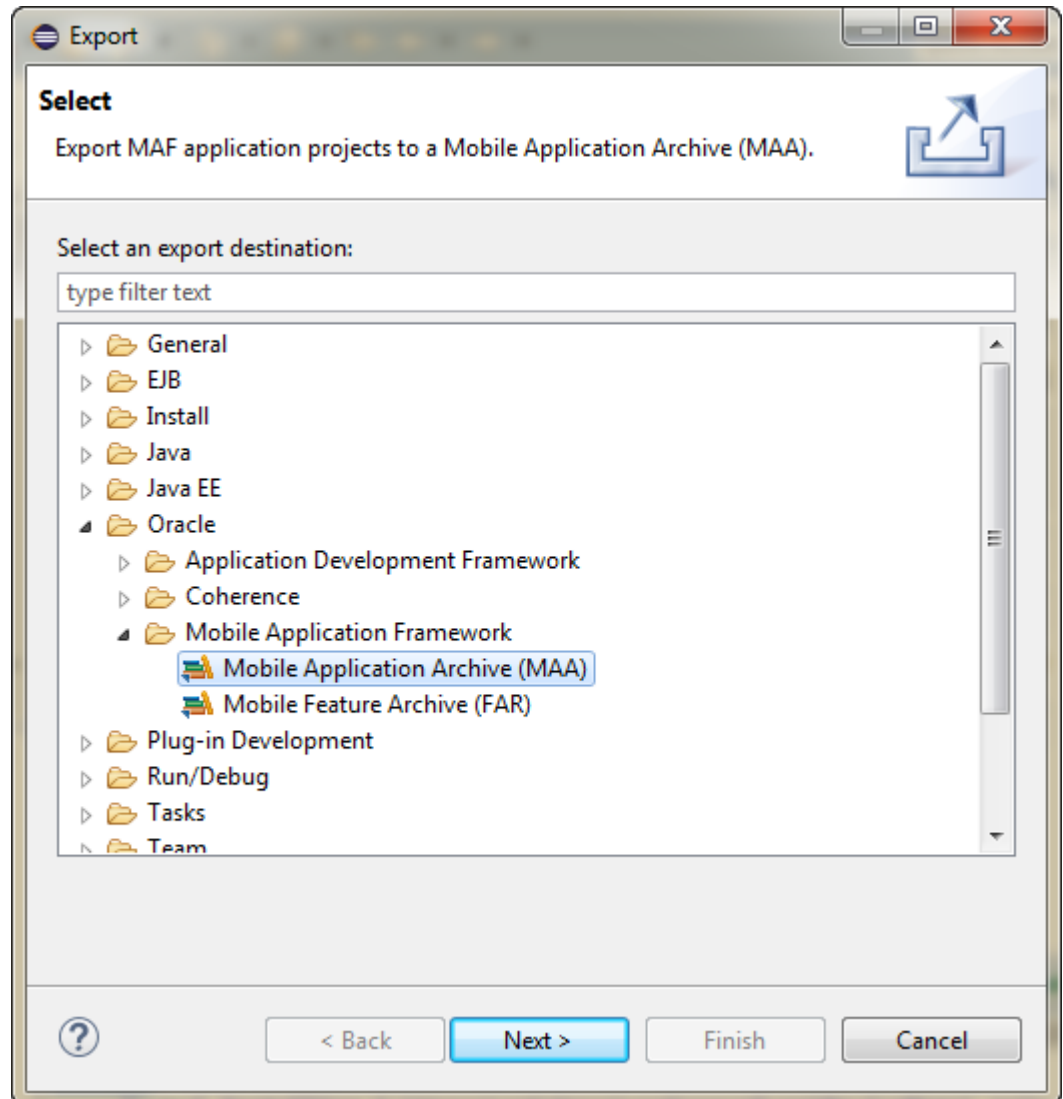 Export
Select
Export MAF application projects to a Mobile Application Archive (MAA).
Select an export destination:
type filter text
General
EJB
Install
Java
Java EE
Oracle
Application Development Framework
Coherence
Mobile Application Framework
Mobile Application Archive (MAA)
Mobile Feature Archive (FAR)
Plug-in Development
Run/Debug
Tasks
Team
? < Back Next > Finish Cancel